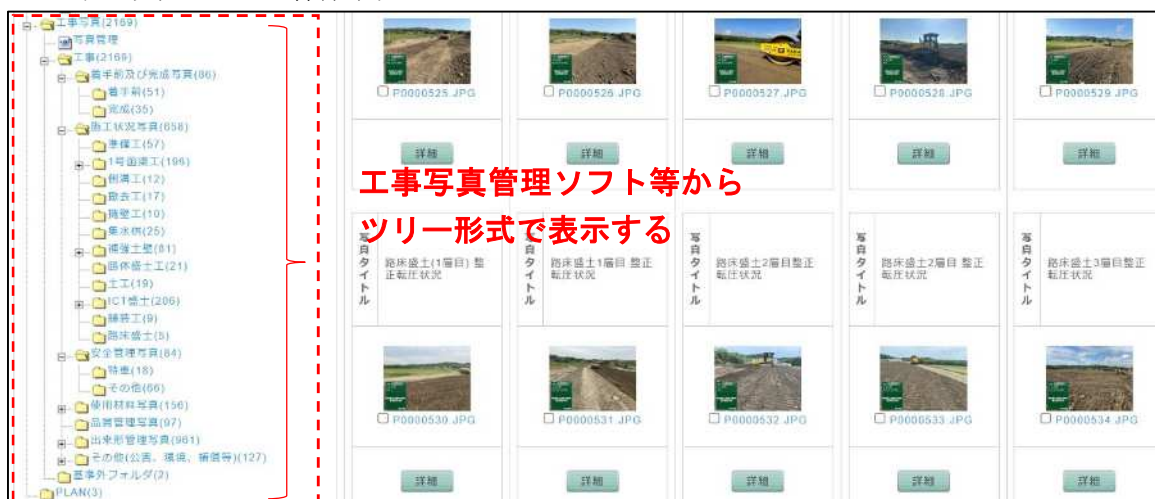 工事写真(2169)
写真管理
工事(2169)
着手前及び完成写真(86)
着手前(51)
完成(35)
施工状況写真(658)
準備工(57)
1号函渠工(196)
側溝工(12)
撤去工(17)
擁壁工(10)
集水桝(25)
補強土壁(81)
路体盛土工(21)
土工(19)
ICT盛土(206)
舗装工(9)
路床盛土(5)
安全管理写真(84)
特車(18)
その他(66)
使用材料写真(156)
品質管理写真(97)
出来形管理写真(961)
その他(公害、環境、補償等)(127)
基準外フォルダ(2)
PLAN(3)
P0000525.JPG
P0000526.JPG
P0000527.JPG
P0000528.JPG
P0000529.JPG
詳細
詳細
詳細
詳細
詳細
工事写真管理ソフト等から
ツリー形式で表示する
写真タイトル
路床盛土(1層目) 整
正転圧状況
写真タイトル
路床盛土1層目 整正
転圧状況
写真タイトル
路床盛土2層目整正
転圧状況
写真タイトル
路床盛土2層目 整正
転圧状況
写真タイトル
路床盛土3層目整正
転圧状況
P0000530.JPG
P0000531.JPG
P0000532.JPG
P0000533.JPG
P0000534.JPG
詳細
詳細
詳細
詳細
詳細